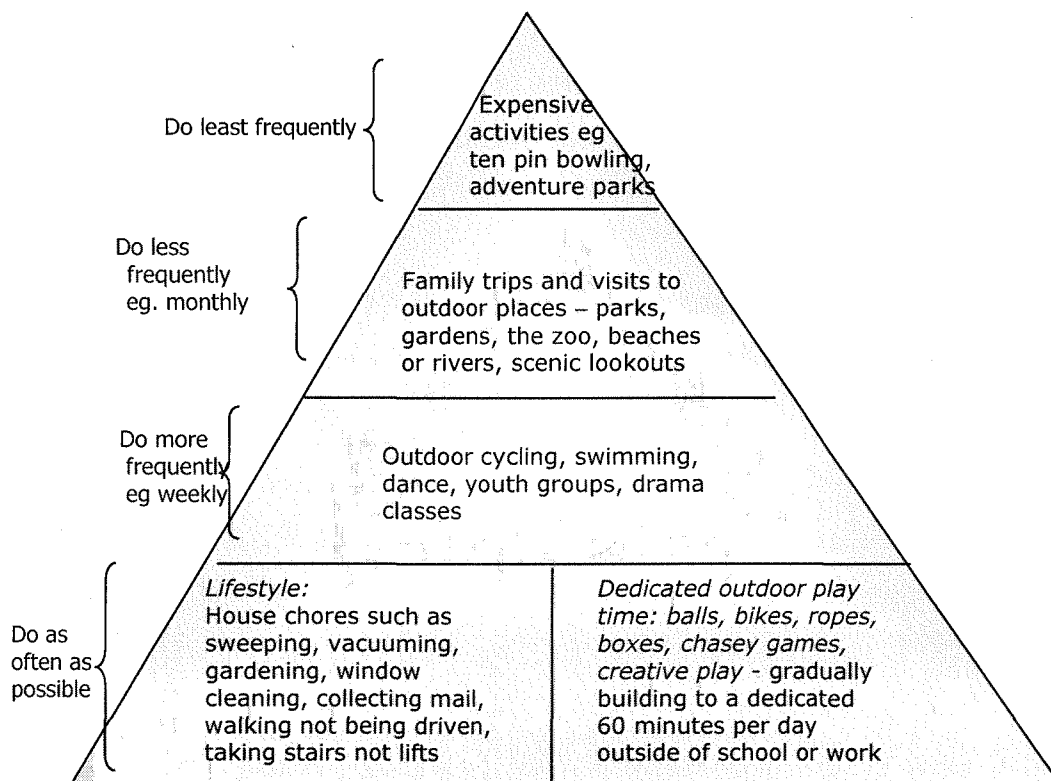 Do least frequently
Expensive
activities eg
ten pin bowling,
adventure parks
Do less
frequently
eg. monthly
Family trips and visits to
outdoor places – parks,
gardens, the zoo, beaches
or rivers, scenic lookouts
Do more
frequently
eg weekly
Outdoor cycling, swimming,
dance, youth groups, drama
classes
Do as
often as
possible
Lifestyle:
House chores such as
sweeping, vacuuming,
gardening, window
cleaning, collecting mail,
walking not being driven,
taking stairs not lifts
Dedicated outdoor play
time: balls, bikes, ropes,
boxes, chasey games,
creative play - gradually
building to a dedicated
60 minutes per day
outside of school or work